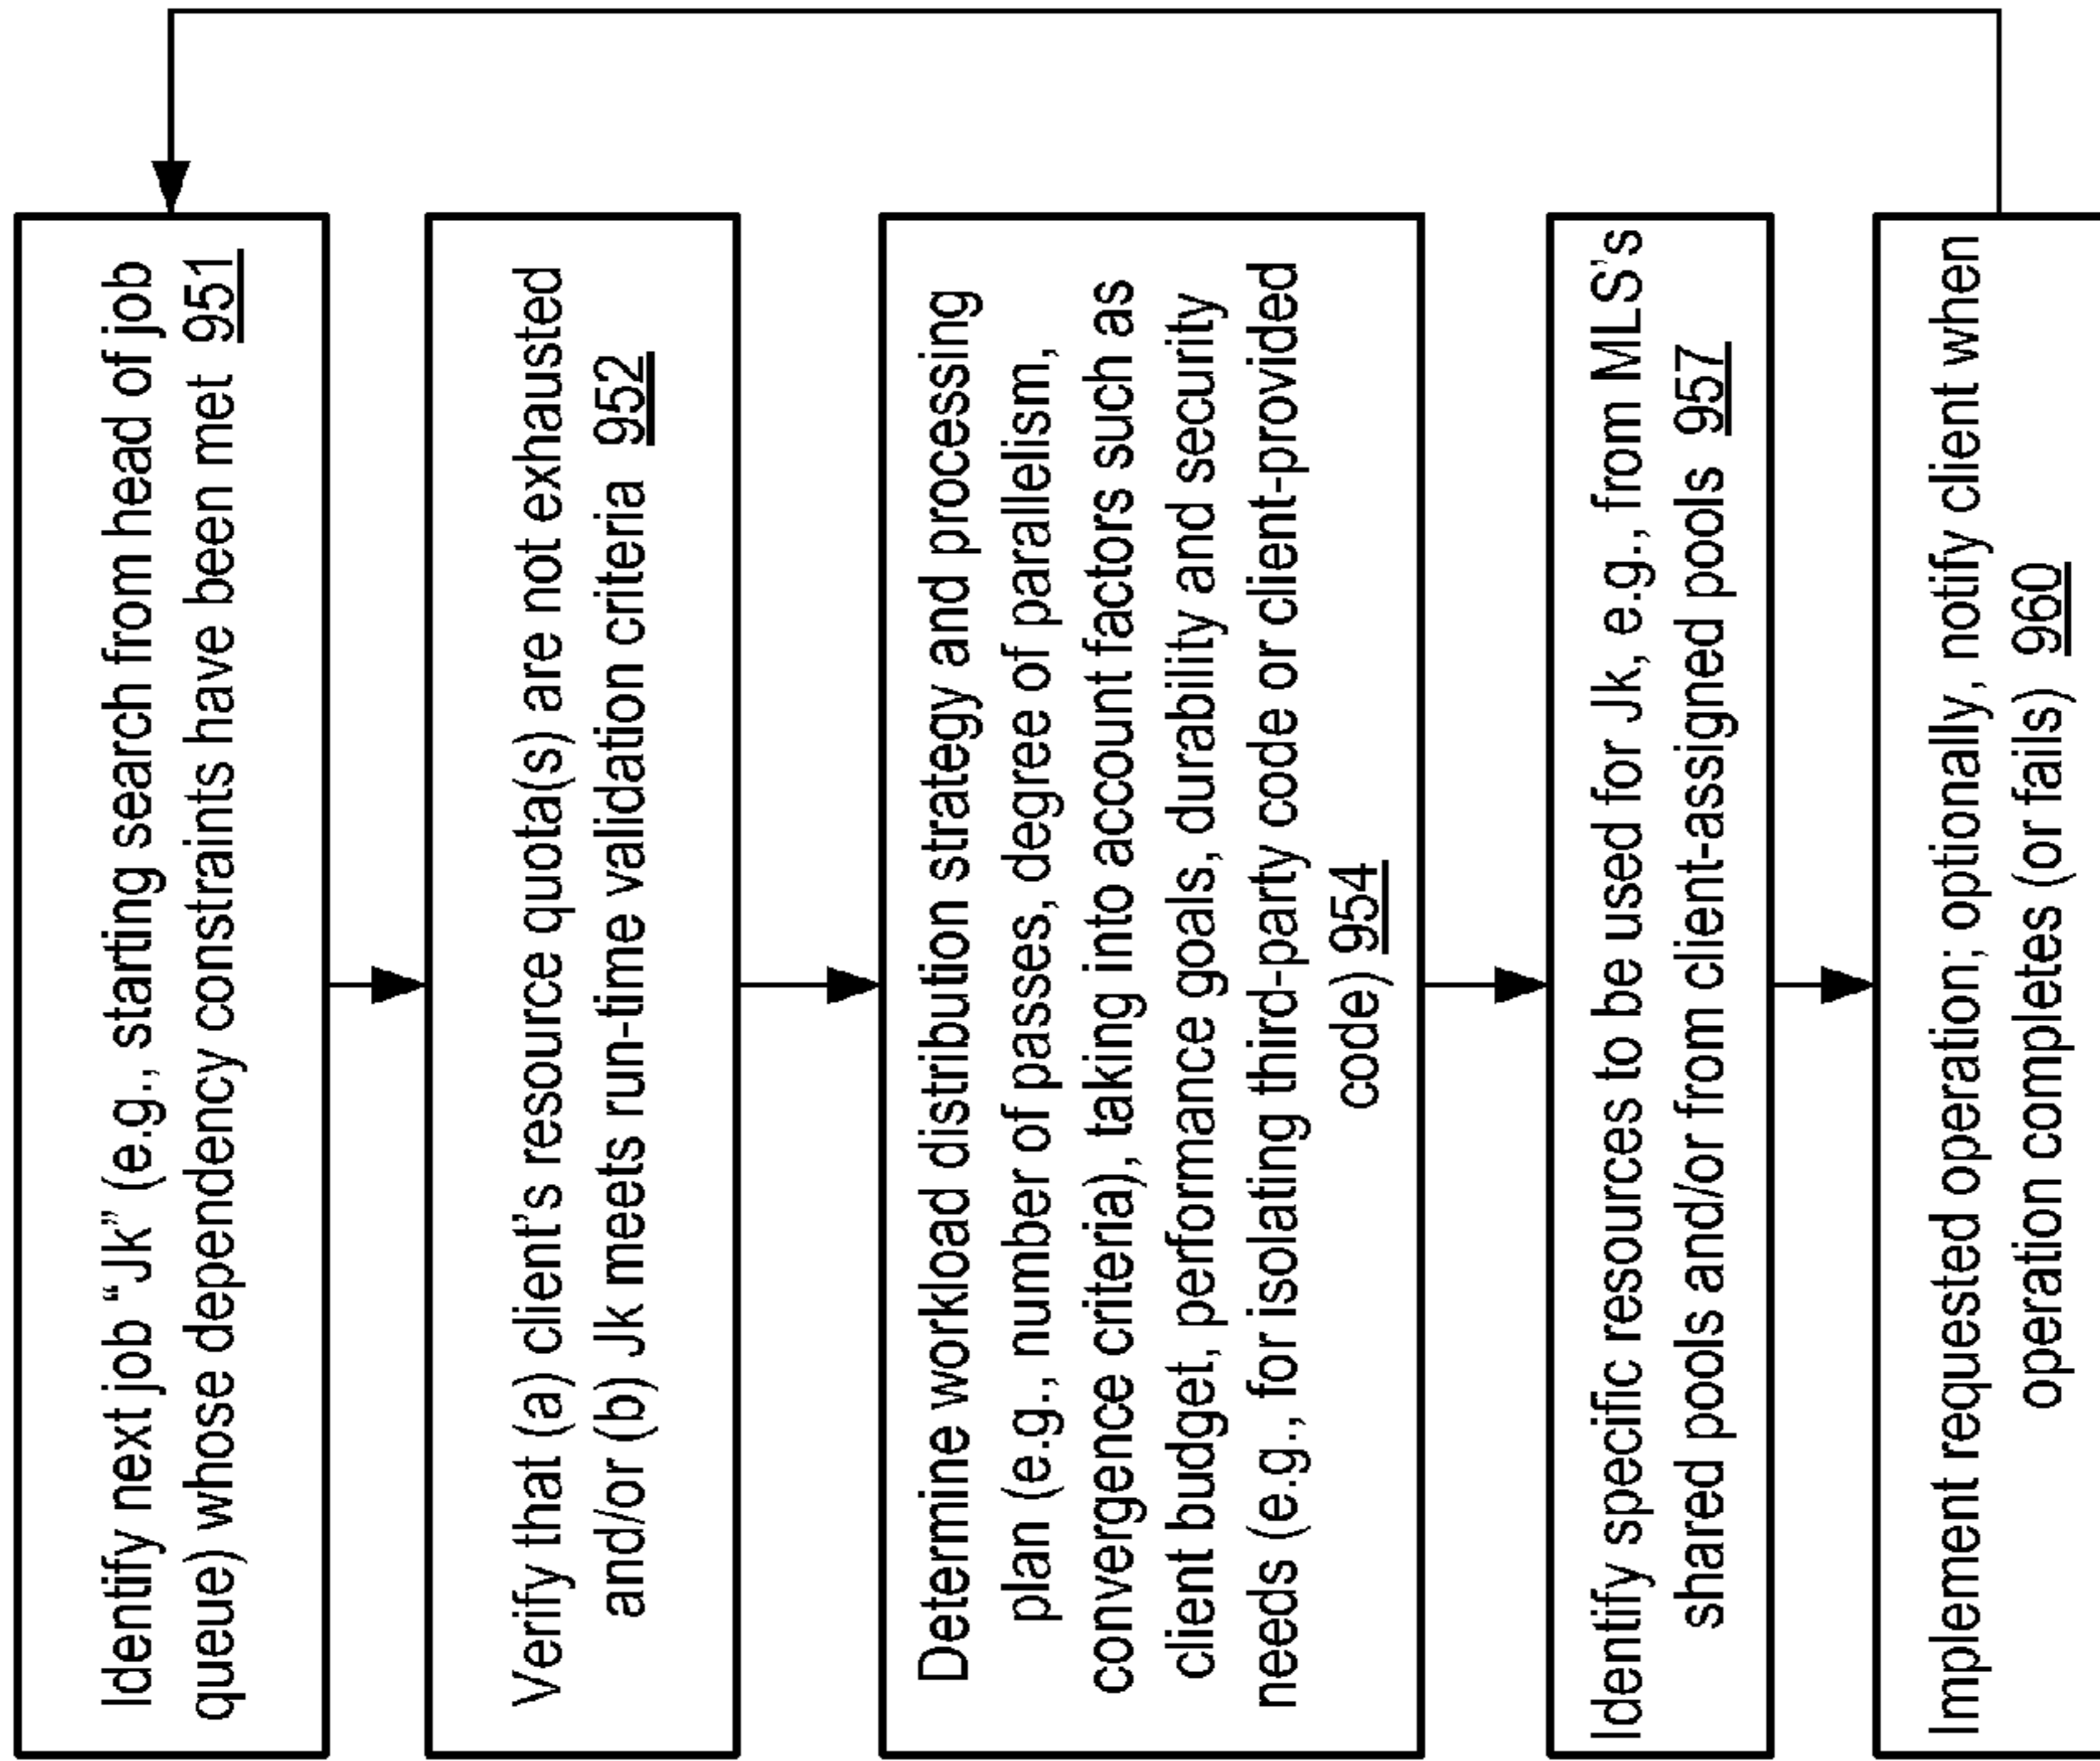 Identify next job “Jk” (e.g., starting search from head of job
queue) whose dependency constraints have been met 951
Verify that (a) client’s resource quota(s) are not exhausted
and/or (b) Jk meets run-time validation criteria 952
Determine workload distribution strategy and processing
plan (e.g., number of passes, degree of parallelism,
convergence criteria), taking into account factors such as
client budget, performance goals, durability and security
needs (e.g., for isolating third-party code or client-provided
code) 954
Identify specific resources to be used for Jk, e.g., from MLS’s
shared pools and/or from client-assigned pools 957
Implement requested operation; optionally, notify client when
operation completes (or fails) 960